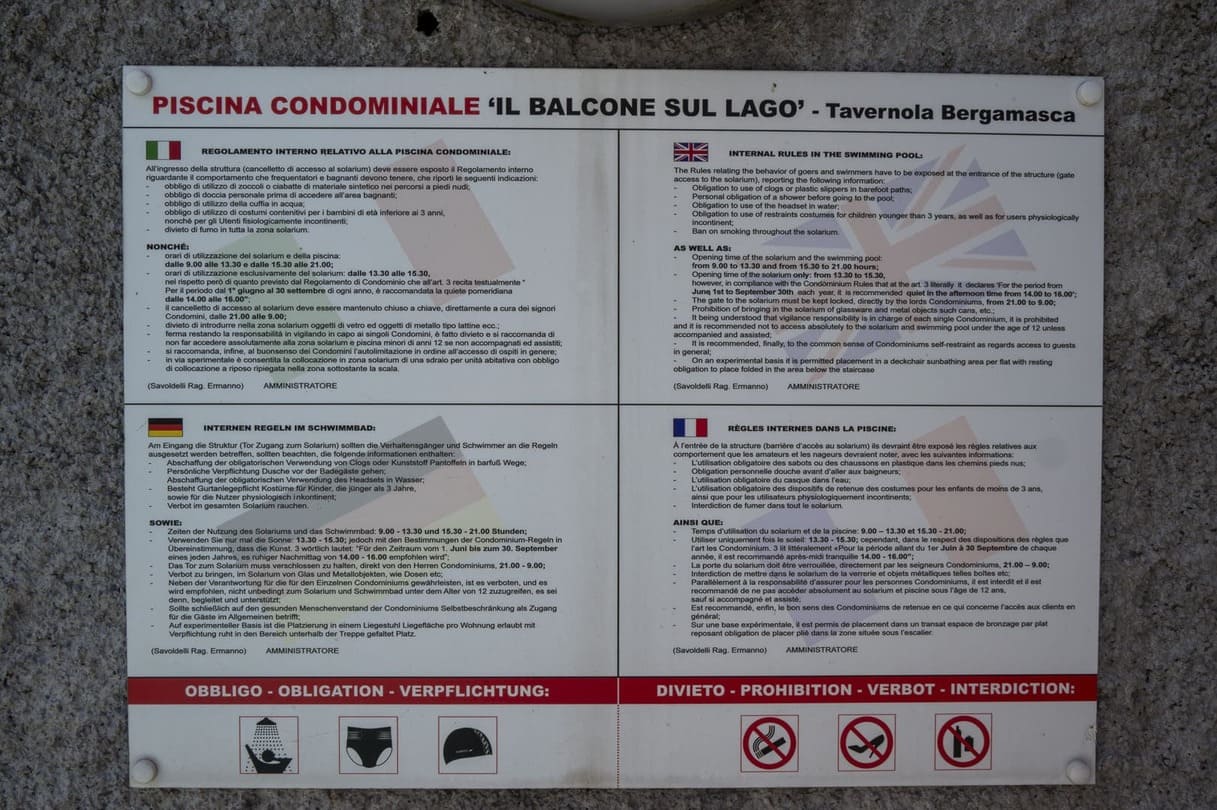 PISCINA CONDOMINIALE ‘IL BALCONE SUL LAGO’ - Tavernola Bergamasca
REGOLAMENTO INTERNO RELATIVO ALLA PISCINA CONDOMINIALE:
All'ingresso della struttura (cancelletto di accesso al solarium) deve essere esposto il Regolamento interno
riguardante il comportamento che frequentatori e bagnanti devono tenere, che riporti le seguenti indicazioni:
- obbligo di utilizzo di zoccoli o ciabatte di materiale sintetico nei percorsi a piedi nudi;
- obbligo di doccia personale prima di accedere all'area bagnanti;
- obbligo di utilizzo della cuffia in acqua;
- obbligo di utilizzo di costumi contenitivi per i bambini di età inferiore ai 3 anni,
nonché per gli Utenti fisiologicamente incontinenti;
- divieto di fumo in tutta la zona solarium.
NONCHÉ:
- orari di utilizzazione del solarium e della piscina:
dalle 9.00 alle 13.30 e dalle 15.30 alle 21.00;
- orari di utilizzazione esclusivamente del solarium: dalle 13.30 alle 15.30,
nel rispetto però di quanto previsto dal Regolamento di Condominio che all'art. 3 recita testualmente "
Per il periodo dal 1° giugno al 30 settembre di ogni anno, è raccomandata la quiete pomeridiana
dalle 14.00 alle 16.00";
- il cancelletto di accesso al solarium deve essere mantenuto chiuso a chiave, direttamente a cura dei signori
Condomini, dalle 21.00 alle 9.00;
- divieto di introdurre nella zona solarium oggetti di vetro ed oggetti di metallo tipo lattine ecc.;
- ferma restando la responsabilità in vigilando in capo ai singoli Condomini, è fatto divieto e si raccomanda di
non far accedere assolutamente alla zona solarium e piscina minori di anni 12 se non accompagnati ed assistiti;
- si raccomanda, infine, al buonsenso dei Condomini l'autolimitazione in ordine all'accesso di ospiti in genere;
- in via sperimentale è consentita la collocazione in zona solarium di una sdraio per unità abitativa con obbligo
di collocazione a riposo ripiegata nella zona sottostante la scala.
(Savoldelli Rag. Ermanno) AMMINISTRATORE
INTERNAL RULES IN THE SWIMMING POOL:
The Rules relating the behavior of goers and swimmers have to be exposed at the entrance of the structure (gate
access to the solarium), reporting the following information:
- Obligation to use of clogs or plastic slippers in barefoot paths;
- Personal obligation of a shower before going to the pool;
- Obligation to use of the headset in water;
- Obligation to use of restraints costumes for children younger than 3 years, as well as for users physiologically
incontinent;
- Ban on smoking throughout the solarium.
AS WELL AS:
- Opening time of the solarium and the swimming pool:
from 9.00 to 13.30 and from 15.30 to 21.00 hours;
- Opening time of the solarium only: from 13.30 to 15.30,
however, in compliance with the Condominium Rules that at the art. 3 literally it declares 'For the period from
June 1st to September 30th each year, it is recommended quiet in the afternoon time from 14.00 to 16.00';
- The gate to the solarium must be kept locked, directly by the lords Condominiums, from 21.00 to 9.00;
- Prohibition of bringing in the solarium of glassware and metal objects such cans, etc.;
- It being understood that vigilance responsibility is in charge of each single Condominium, it is prohibited
and it is recommended not to access absolutely to the solarium and swimming pool under the age of 12 unless
accompanied and assisted;
- It is recommended, finally, to the common sense of Condominiums self-restraint as regards access to guests
in general;
- On an experimental basis it is permitted placement in a deckchair sunbathing area per flat with resting
obligation to place folded in the area below the staircase
(Savoldelli Rag. Ermanno) AMMINISTRATORE
INTERNEN REGELN IM SCHWIMMBAD:
Am Eingang die Struktur (Tor Zugang zum Solarium) sollten die Verhaltensgänger und Schwimmer an die Regeln
ausgesetzt werden betreffen, sollten beachten, die folgende informationen enthalten:
- Abschaffung der obligatorischen Verwendung von Clogs oder Kunststoff Pantoffeln in barfuß Wege;
- Persönliche Verpflichtung Dusche vor der Badegäste gehen;
- Abschaffung der obligatorischen Verwendung des Headsets in Wasser;
- Besteht Gurtanlegepflicht Kostüme für Kinder, die jünger als 3 Jahre,
sowie für die Nutzer physiologisch inkontinent;
- Verbot im gesamten Solarium rauchen.
SOWIE:
- Zeiten der Nutzung des Solariums und das Schwimmbad: 9.00 - 13.30 und 15.30 - 21.00 Stunden;
- Verwenden Sie nur mal die Sonne: 13.30 - 15.30; jedoch mit den Bestimmungen der Condominium-Regeln in
Übereinstimmung, dass die Kunst. 3 wörtlich lautet: "Für den Zeitraum vom 1. Juni bis zum 30. September
eines jeden Jahres, es ruhiger Nachmittag von 14.00 - 16.00 empfohlen wird";
- Das Tor zum Solarium muss verschlossen zu halten, direkt von den Herren Condominiums, 21.00 - 9.00;
- Verbot zu bringen, im Solarium von Glas und Metallobjekten, wie Dosen etc;
- Neben der Verantwortung für die für den Einzelnen Condominiums gewährleisten, ist es verboten, und es
wird empfohlen, nicht unbedingt zum Solarium und Schwimmbad unter dem Alter von 12 zuzugreifen, es sei
denn, begleitet und unterstützt;
- Sollte schließlich auf den gesunden Menschenverstand der Condominiums Selbstbeschränkung als Zugang
für die Gäste im Allgemeinen betrifft;
- Auf experimenteller Basis ist die Platzierung in einem Liegestuhl Liegefläche pro Wohnung erlaubt mit
Verpflichtung ruht in den Bereich unterhalb der Treppe gefaltet Platz.
(Savoldelli Rag. Ermanno) AMMINISTRATORE
RÈGLES INTERNES DANS LA PISCINE:
À l'entrée de la structure (barrière d'accès au solarium) ils devraint être exposé les règles relatives aux
comportement que les amateurs et les nageurs devraient noter, avec les suivantes informations:
- L'utilisation obligatoire des sabots ou des chaussons en plastique dans les chemins pieds nus;
- Obligation personnelle douche avant d'aller aux baigneurs;
- L'utilisation obligatoire du casque dans l'eau;
- L'utilisation obligatoire des dispositifs de retenue des costumes pour les enfants de moins de 3 ans,
ainsi que pour les utilisateurs physiologiquement incontinents;
- Interdiction de fumer dans tout le solarium.
AINSI QUE:
- Temps d'utilisation du solarium et de la piscine: 9.00 – 13.30 et 15.30 - 21.00;
- Utiliser uniquement fois le soleil: 13.30 - 15.30; cependant, dans le respect des dispositions des règles que
l'art les Condominium. 3 lit littéralement «Pour la période allant du 1er Juin à 30 Septembre de chaque
année, il est recommandé après-midi tranquille 14.00 - 16.00";
- La porte du solarium doit être verrouillée, directement par les seigneurs Condominiums, 21.00 – 9.00;
- Interdiction de mettre dans le solarium de la verrerie et objets métalliques telles boîtes etc;
- Parallèlement à la responsabilité d'assurer pour les personnes Condominiums, il est interdit et il est
recommandé de ne pas accéder absolument au solarium et piscine sous l'âge de 12 ans,
sauf si accompagné et assisté;
- Est recommandé, enfin, le bon sens des Condominiums de retenue en ce qui concerne l'accès aux clients en
général;
- Sur une base expérimentale, il est permis de placement dans un transat espace de bronzage par plat
reposant obligation de placer plié dans la zone située sous l'escalier.
(Savoldelli Rag. Ermanno) AMMINISTRATORE
OBBLIGO - OBLIGATION - VERPFLICHTUNG:
DIVIETO - PROHIBITION - VERBOT - INTERDICTION: